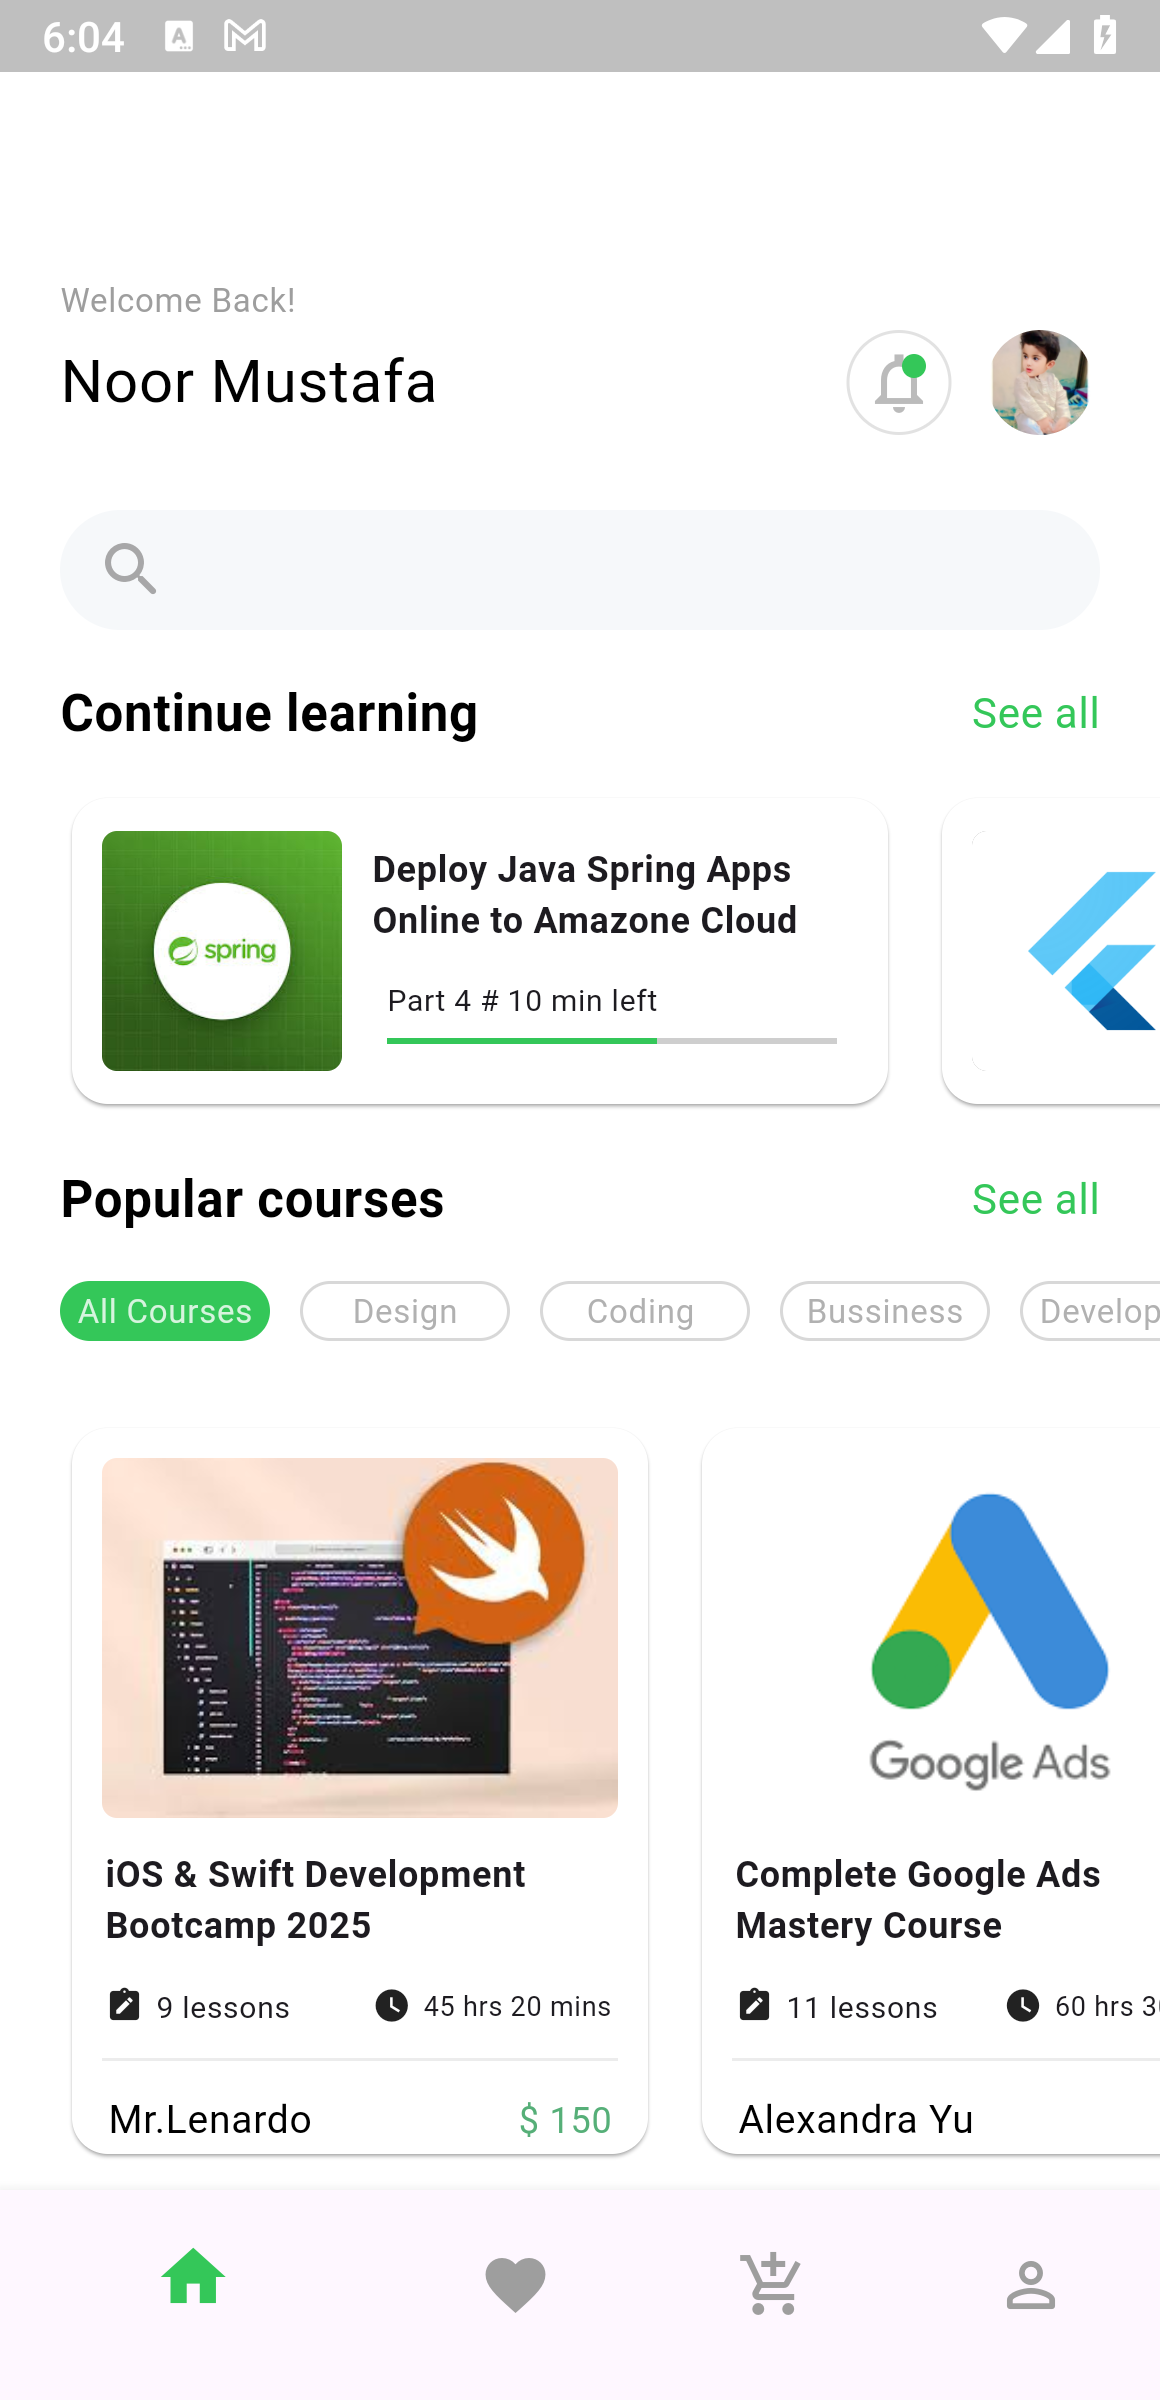 6:04
Welcome Back!
Noor Mustafa
Continue learning
See all
spring
Deploy Java Spring Apps
Online to Amazone Cloud
Part 4 # 10 min left
Popular courses
See all
All Courses
Design
Coding
Bussiness
Develop
Google Ads
iOS & Swift Development
Bootcamp 2025
9 lessons
45 hrs 20 mins
Mr.Lenardo
$ 150
Complete Google Ads
Mastery Course
11 lessons
60 hrs 30
Alexandra Yu